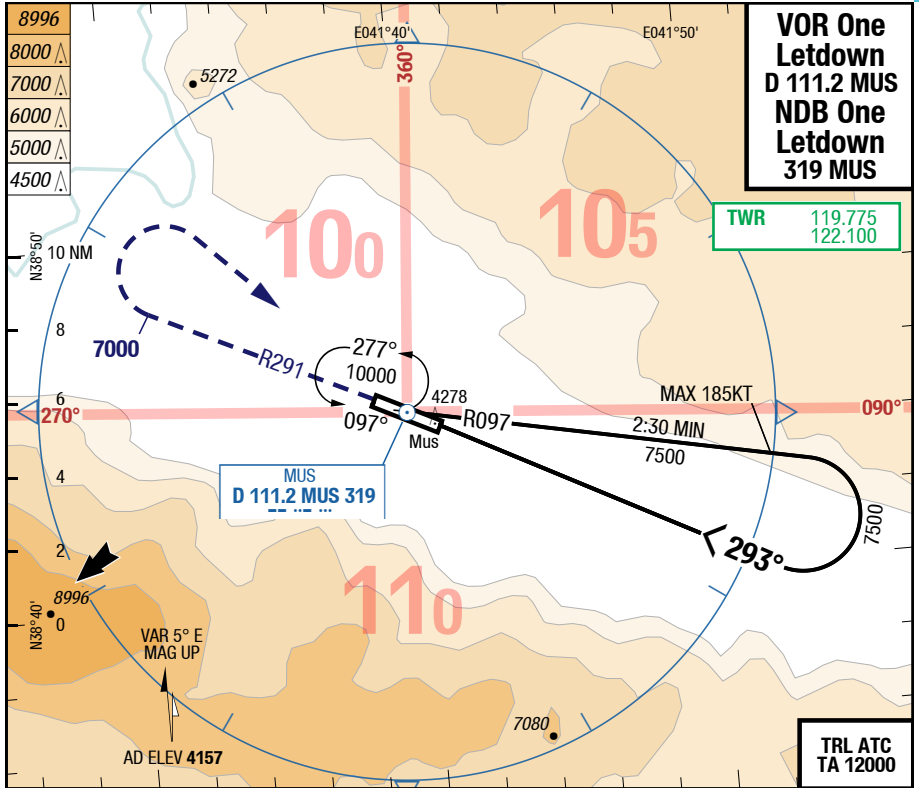 8996
8000
7000
6000
5000
4500
5272
E041°40'
360°
E041°50'
VOR One
Letdown
D 111.2 MUS
NDB One
Letdown
319 MUS
TWR 119.775
122.100
100
105
N38°50'
10 NM
8
6
4
2
0
7000
R291
277°
10000
097°
4278
Mus
R097
MAX 185KT
2:30 MIN
7500
7500
270°
090°
MUS
D 111.2 MUS 319
293°
110
8996
N38°40'
VAR 5° E
MAG UP
AD ELEV 4157
7080
TRL ATC
TA 12000